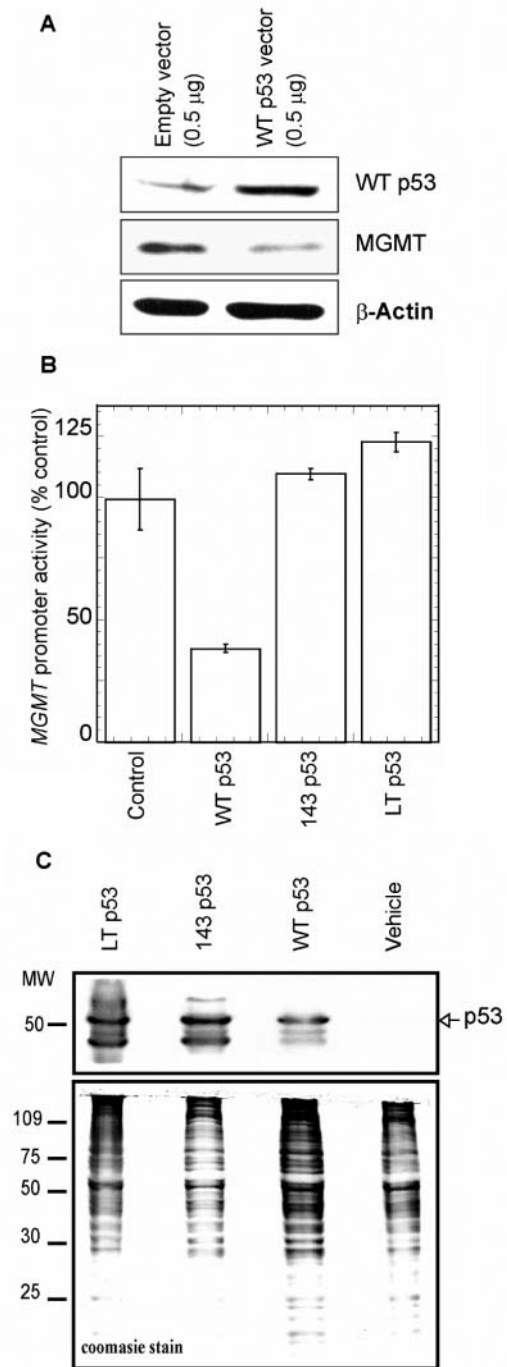 A
Empty vector
(0.5 µg)
WT p53 vector
(0.5 µg)
WT p53
MGMT
β-Actin
B
MGMT promoter activity (% control)
125
100
50
0
Control
WT p53
143 p53
LT p53
C
LT p53
143 p53
WT p53
Vehicle
MW
50
p53
109
75
50
30
25
coomasie stain